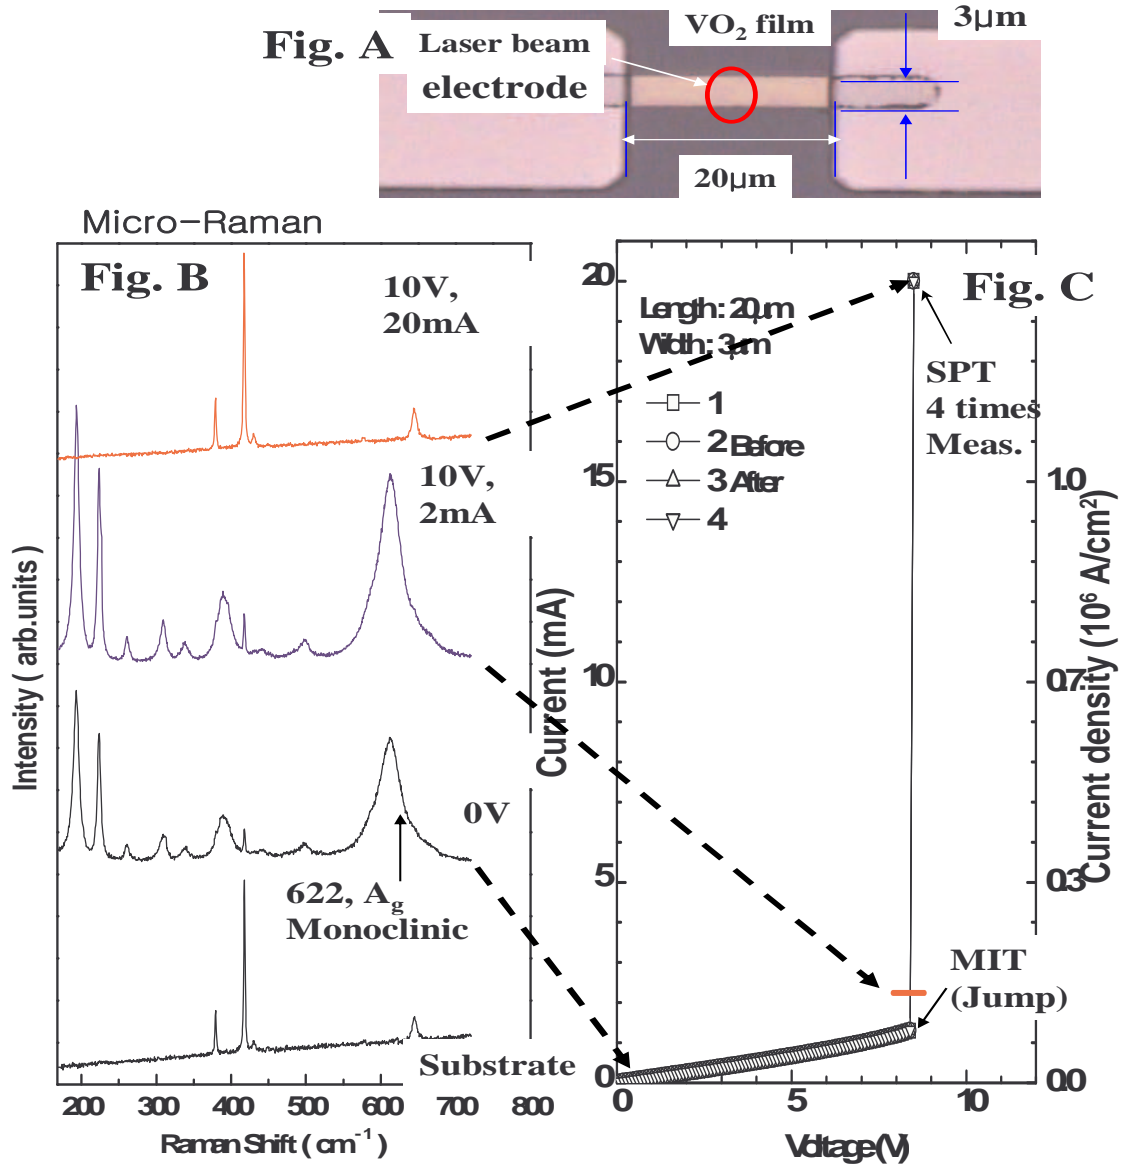 Fig. A
Laser beam
electrode
VO₂ film
3μm
20μm
Micro-Raman
Fig. B
10V,
20mA
10V,
2mA
0V
622, Ag
Monoclinic
Substrate
Intensity ( arb.units )
200 300 400 500 600 700 800
Raman Shift ( cm⁻¹ )
Fig. C
Length: 20μm
Width: 3μm
1
2 Before
3 After
4
SPT
4 times
Meas.
MIT
(Jump)
20
15
10
5
0
Current (mA)
1.0
0.7
0.3
0.0
Current density (10⁶ A/cm²)
0 5 10
Voltage (V)